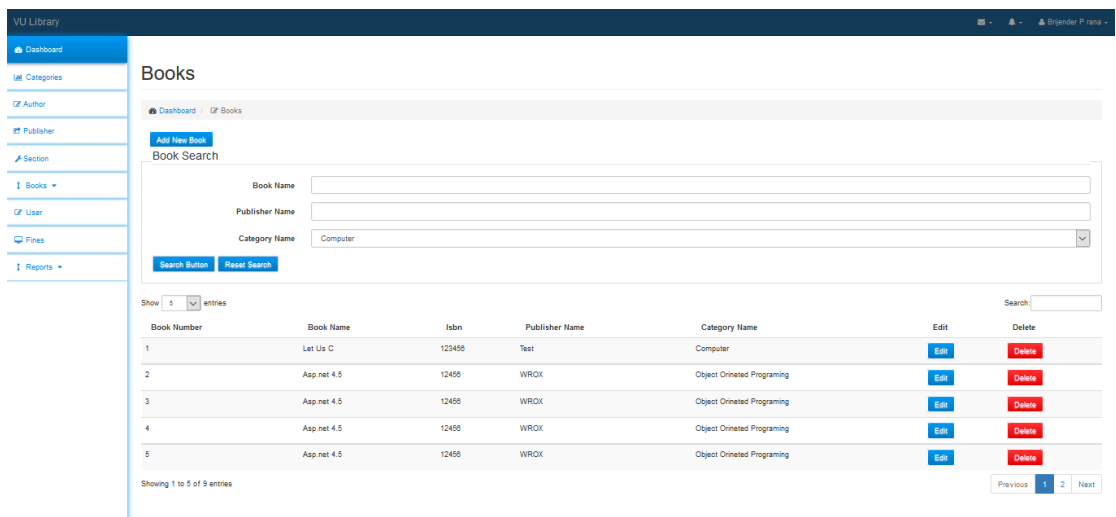 VU Library Brijender P rana
Dashboard
Categories
Author
Publisher
Section
Books
User
Fines
Reports
Books
Dashboard / Books
Add New Book
Book Search
Book Name
Publisher Name
Category Name Computer
Search Button Reset Search
Show 5 entries Search:
Book Number Book Name Isbn Publisher Name Category Name Edit Delete
1 Let Us C 123456 Test Computer Edit Delete
2 Asp.net 4.5 12456 WROX Object Orineted Programing Edit Delete
3 Asp.net 4.5 12456 WROX Object Orineted Programing Edit Delete
4 Asp.net 4.5 12456 WROX Object Orineted Programing Edit Delete
5 Asp.net 4.5 12456 WROX Object Orineted Programing Edit Delete
Showing 1 to 5 of 9 entries Previous 1 2 Next